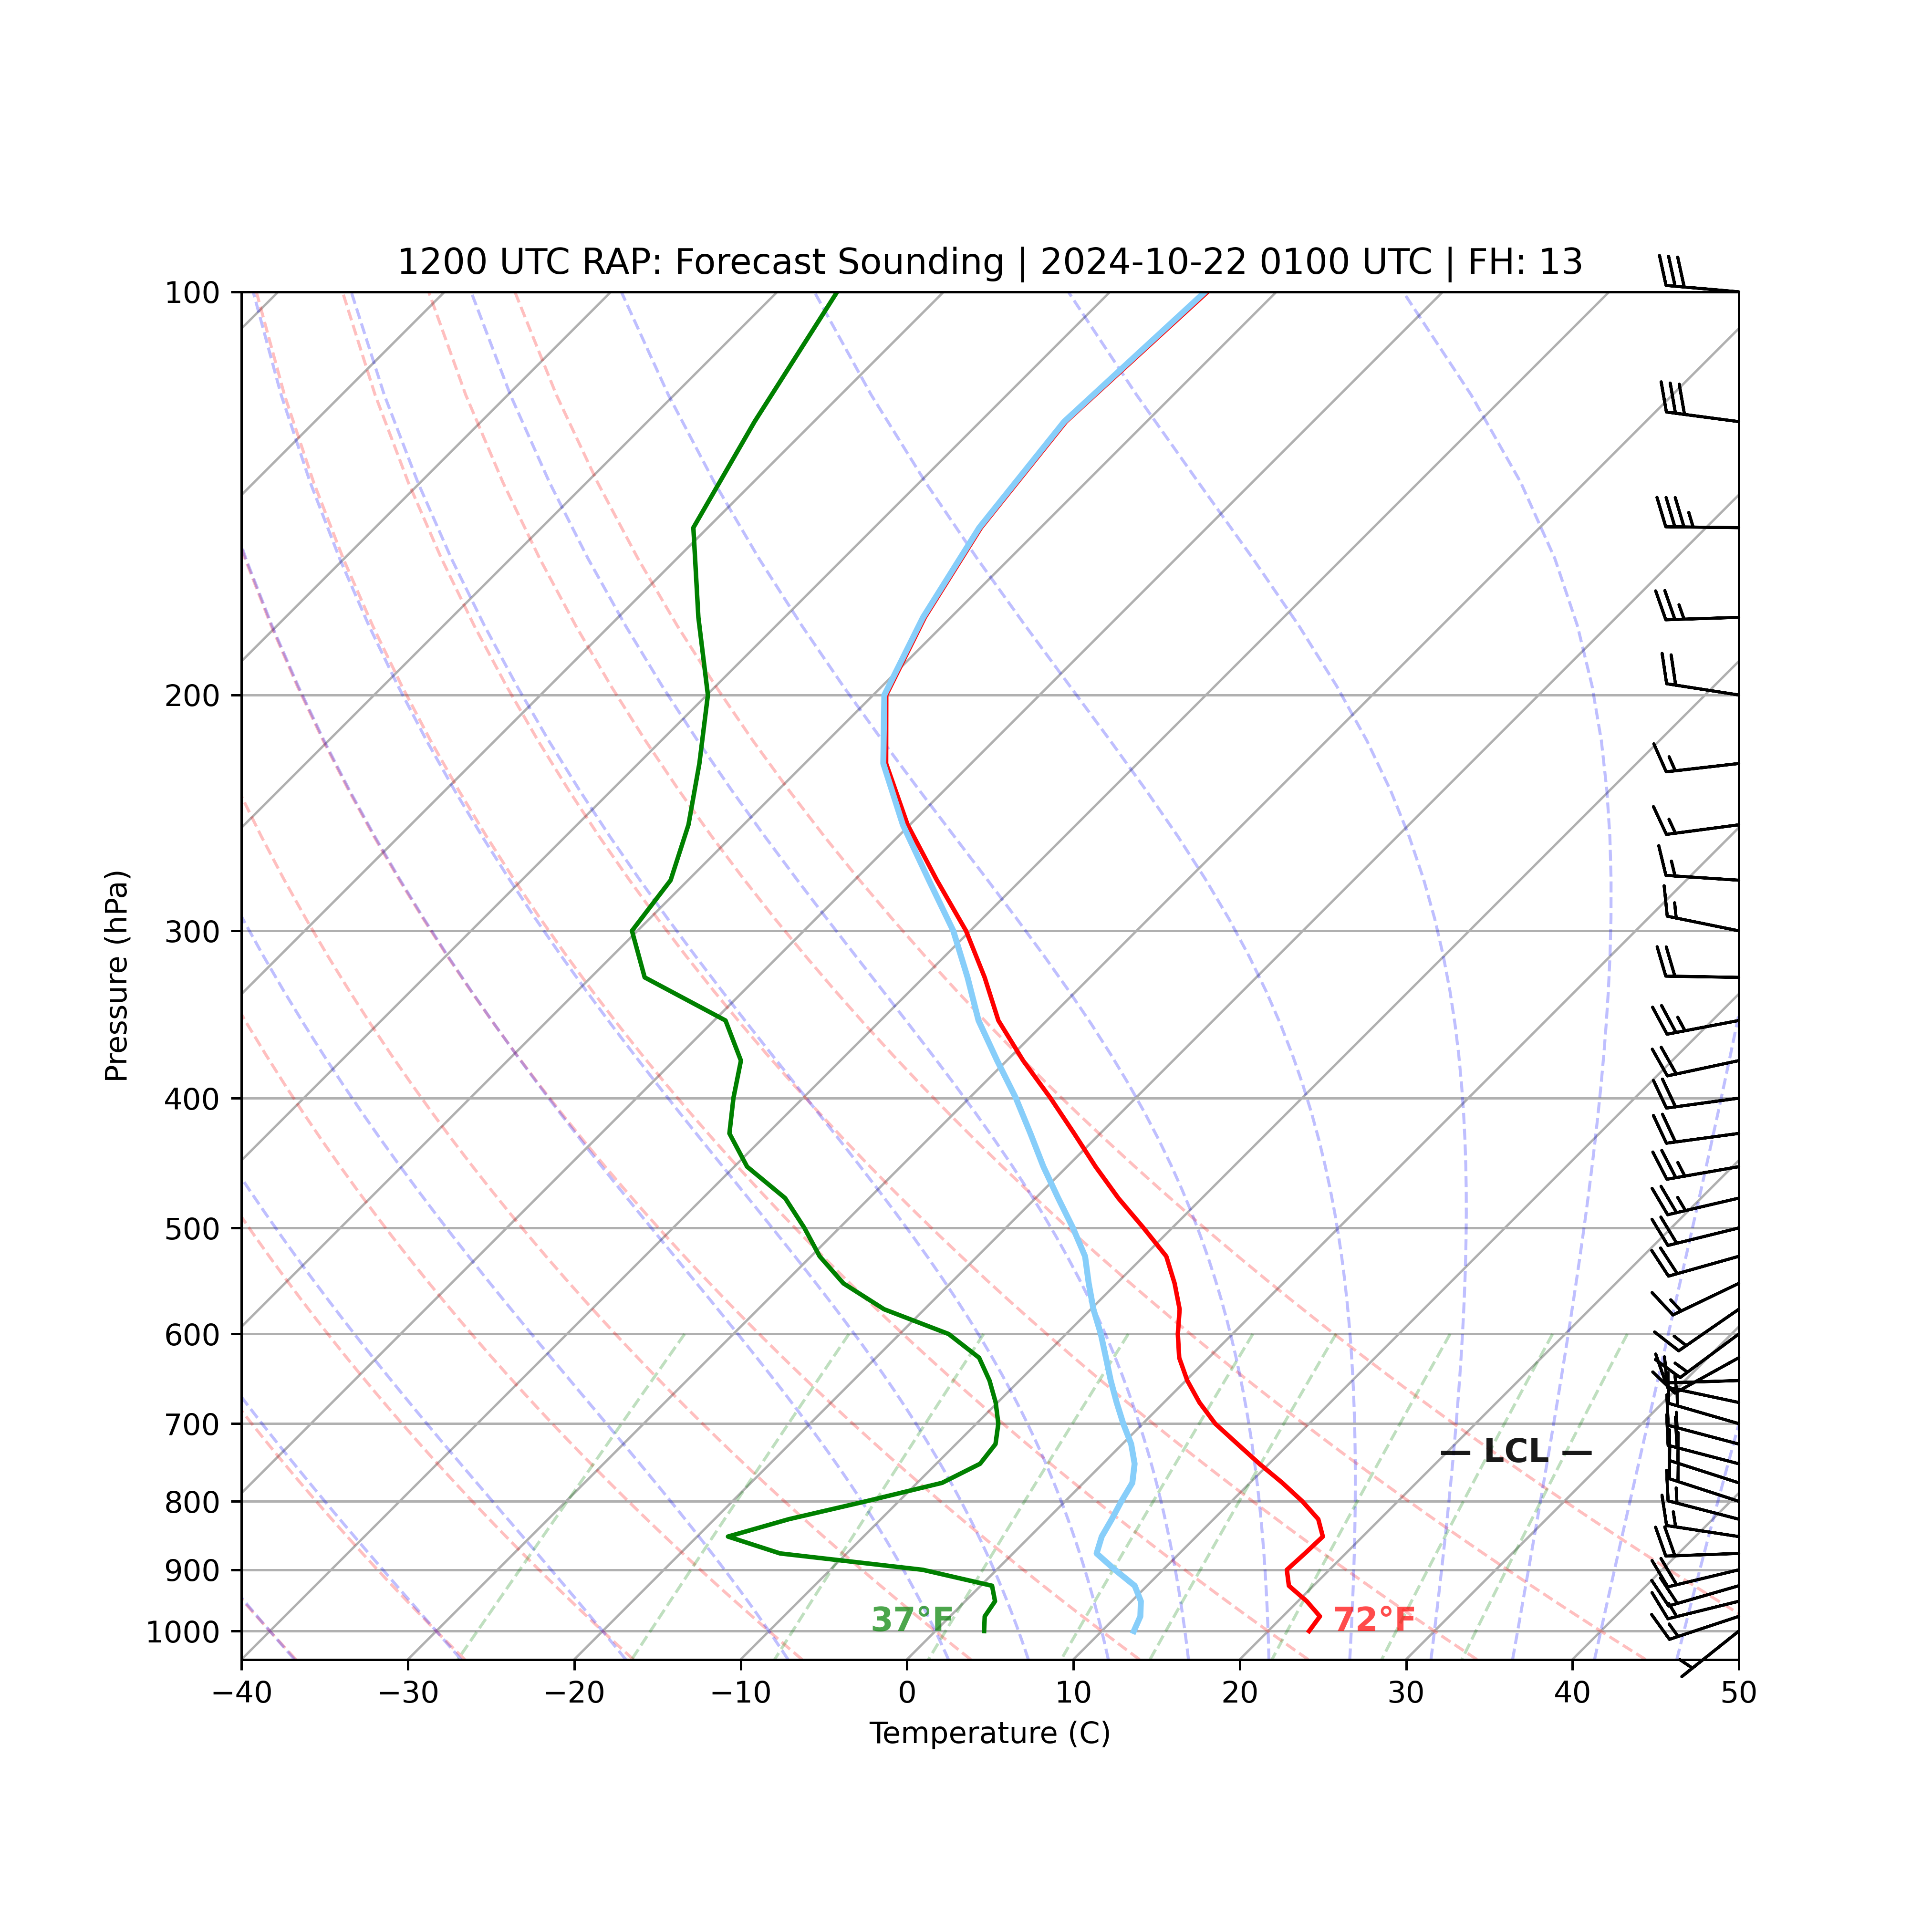 1200 UTC RAP: Forecast Sounding | 2024-10-22 0100 UTC | FH: 13
100
200
300
400
500
600
700
800
900
1000
Pressure (hPa)
— LCL —
37°F
72°F
−40 −30 −20 −10 0 10 20 30 40 50
Temperature (C)